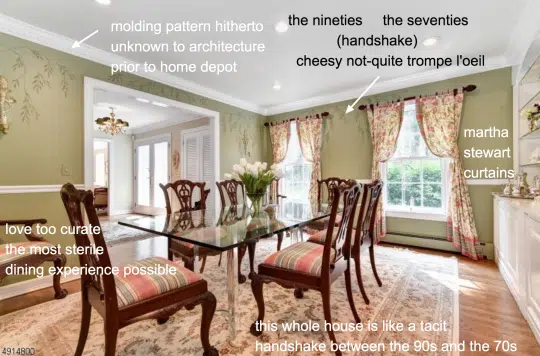 molding pattern hitherto
unknown to architecture
prior to home depot
the nineties the seventies
(handshake)
cheesy not-quite trompe l'oeil
martha
stewart
curtains
love too curate
the most sterile
dining experience possible
this whole house is like a tacit
handshake between the 90s and the 70s
4914800